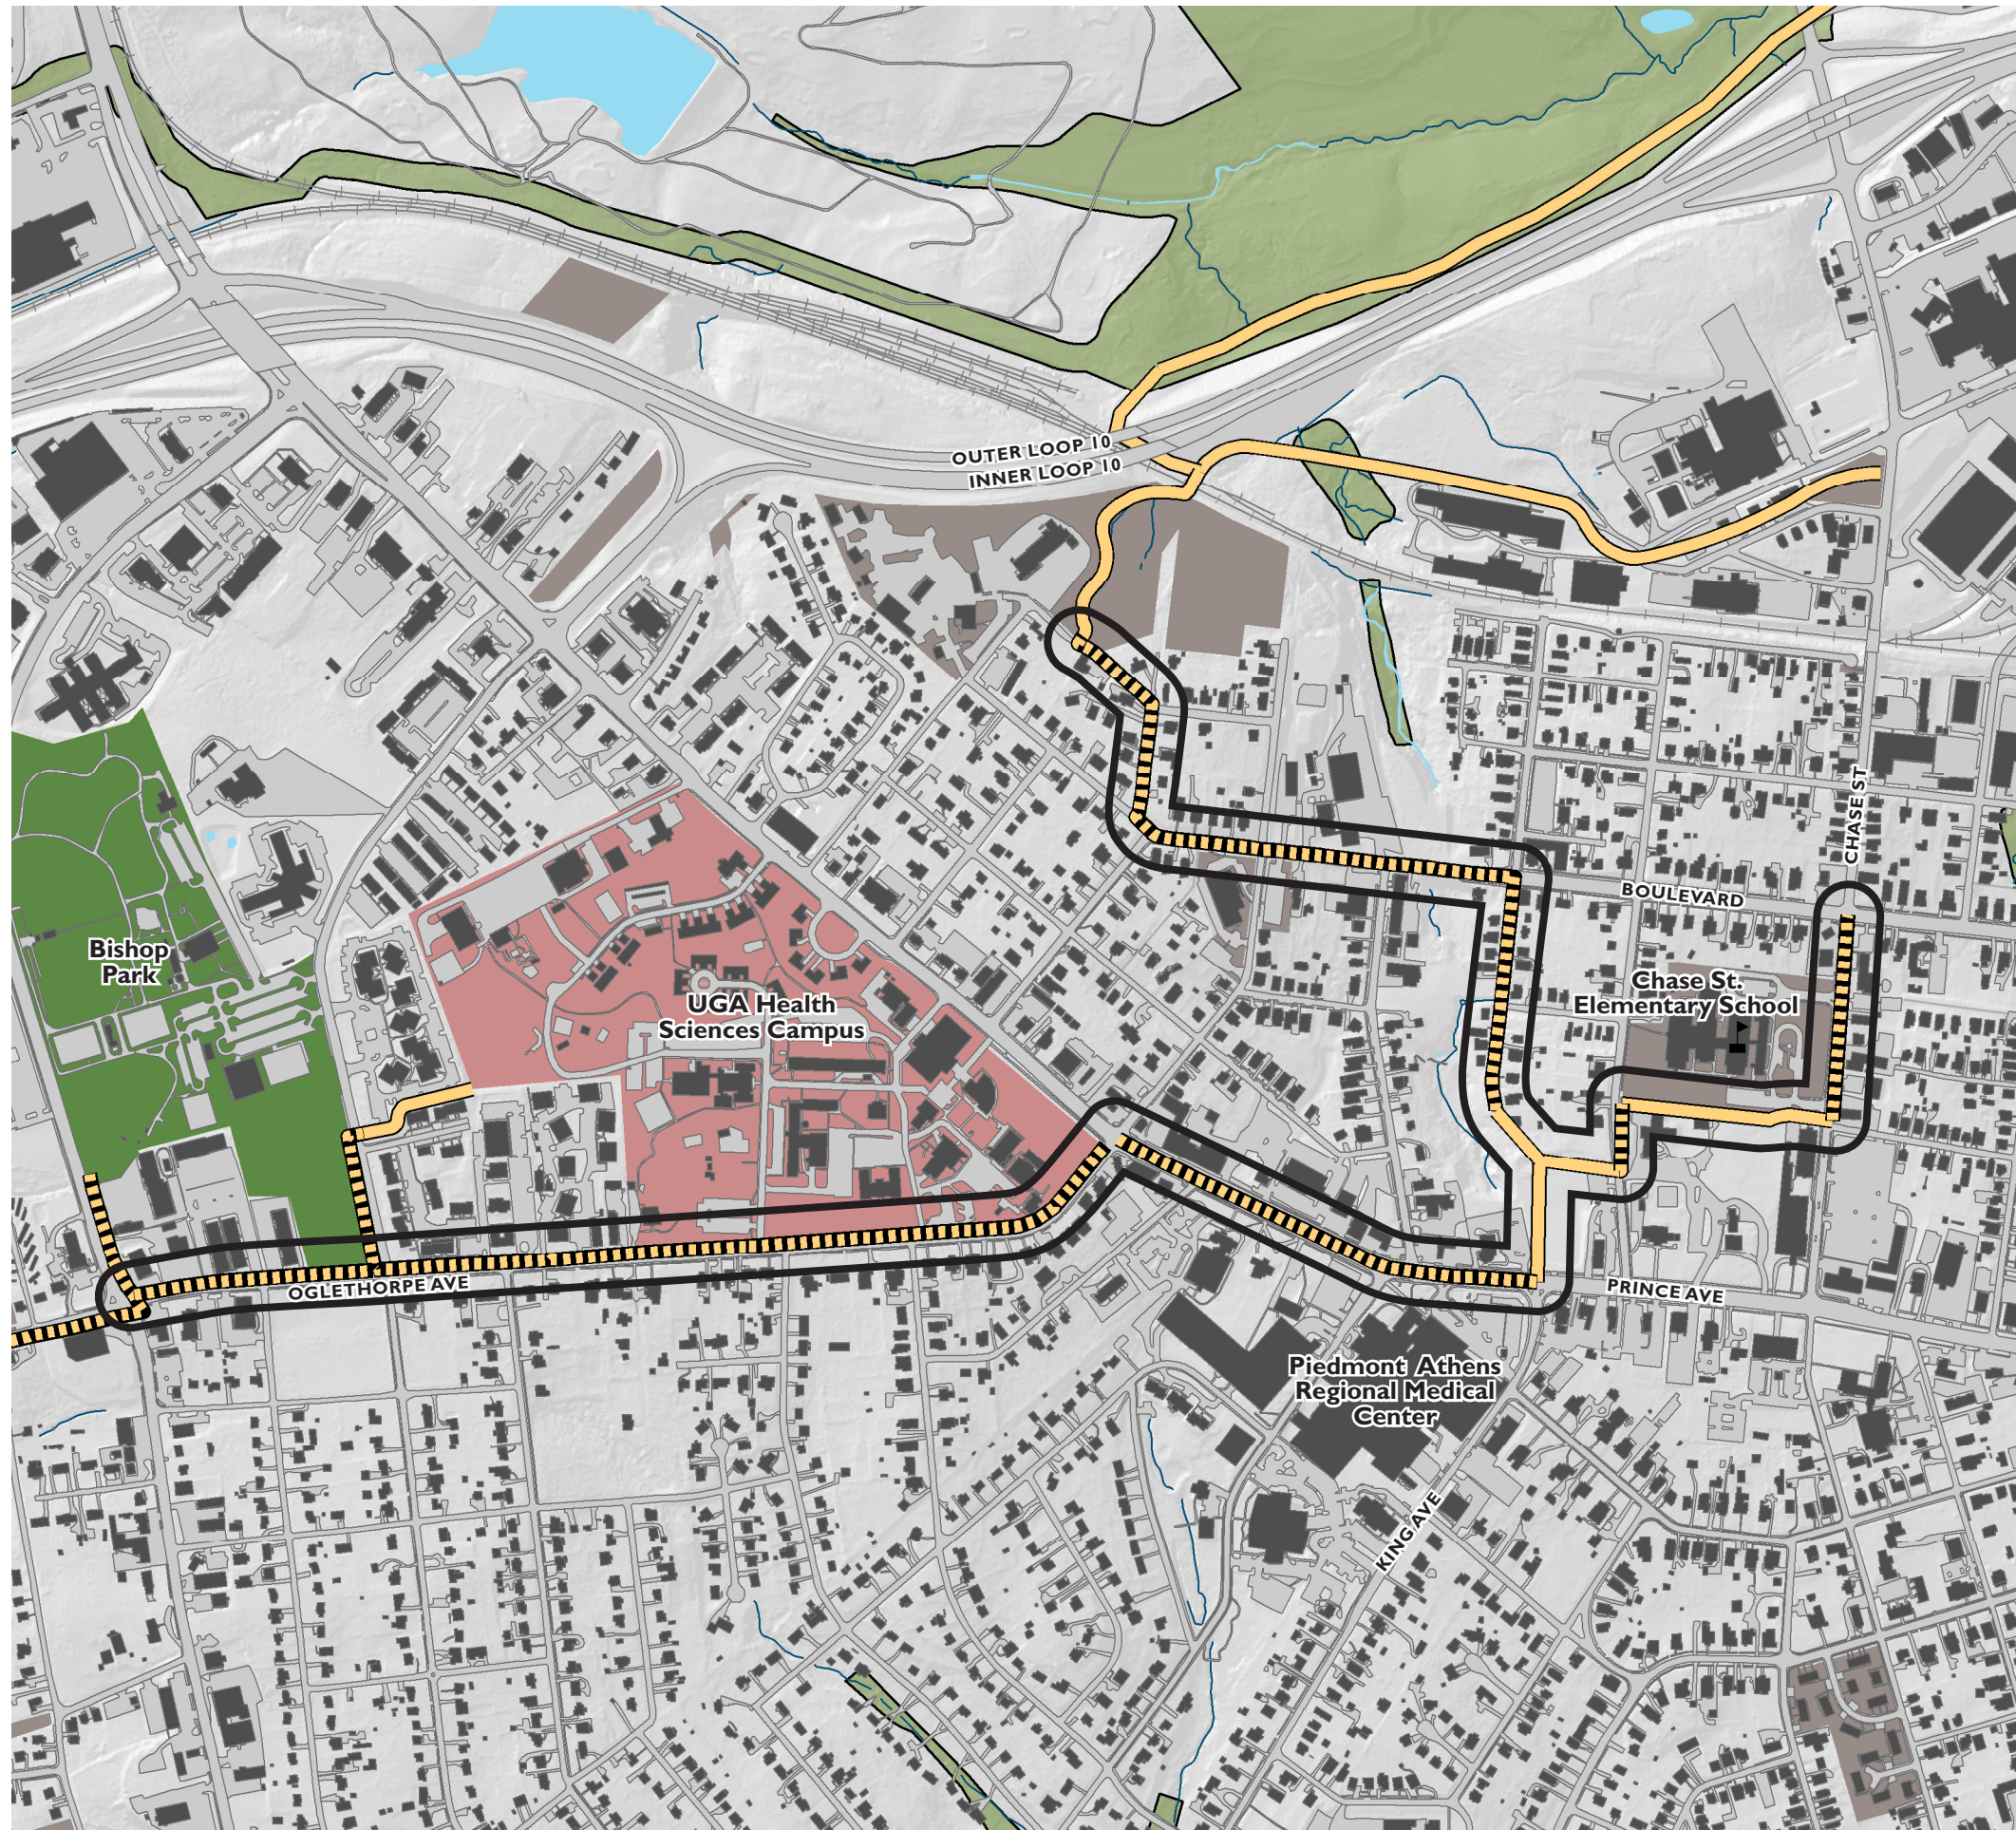 OUTER LOOP 10
INNER LOOP 10
CHASE ST
BOULEVARD
Bishop
Park
Chase St.
Elementary School
UGA Health
Sciences Campus
OGLETHORPE AVE
PRINCE AVE
Piedmont Athens
Regional Medical
Center
KING AVE